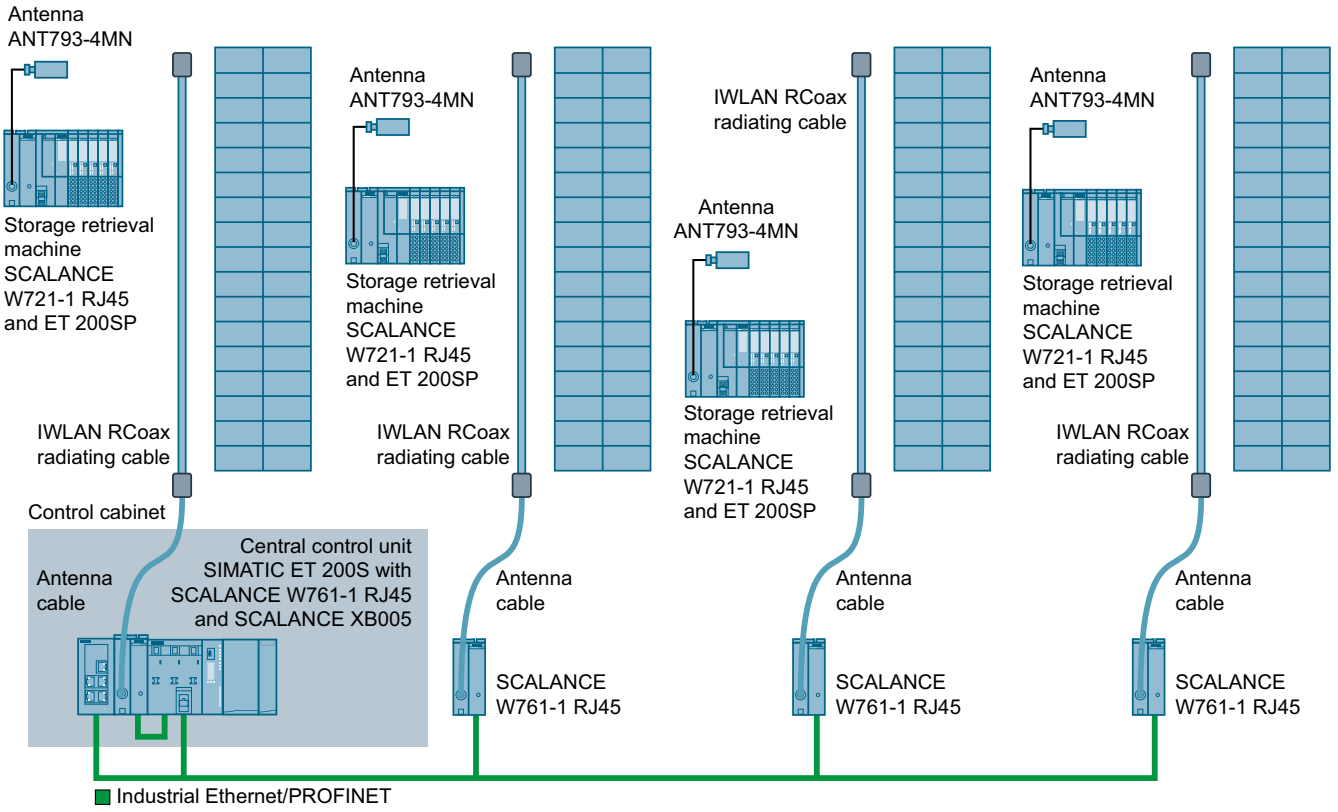 Antenna
ANT793-4MN
Storage retrieval
machine
SCALANCE
W721-1 RJ45
and ET 200SP
IWLAN RCoax
radiating cable
Antenna
ANT793-4MN
Storage retrieval
machine
SCALANCE
W721-1 RJ45
and ET 200SP
IWLAN RCoax
radiating cable
IWLAN RCoax
radiating cable
Antenna
ANT793-4MN
Storage retrieval
machine
SCALANCE
W721-1 RJ45
and ET 200SP
Antenna
ANT793-4MN
Storage retrieval
machine
SCALANCE
W721-1 RJ45
and ET 200SP
IWLAN RCoax
radiating cable
Control cabinet
Central control unit
SIMATIC ET 200S with
SCALANCE W761-1 RJ45
and SCALANCE XB005
Antenna
cable
Antenna
cable
SCALANCE
W761-1 RJ45
Antenna
cable
SCALANCE
W761-1 RJ45
Antenna
cable
SCALANCE
W761-1 RJ45
Industrial Ethernet/PROFINET